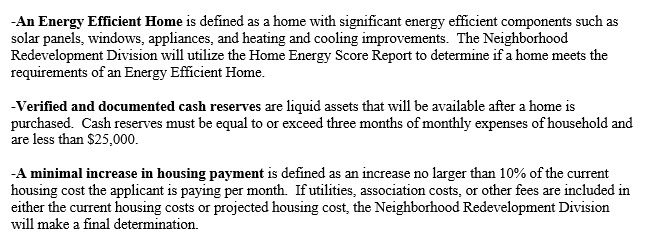 -An Energy Efficient Home is defined as a home with significant energy efficient components such as
solar panels, windows, appliances, and heating and cooling improvements.  The Neighborhood
Redevelopment Division will utilize the Home Energy Score Report to determine if a home meets the
requirements of an Energy Efficient Home.
-Verified and documented cash reserves are liquid assets that will be available after a home is
purchased.  Cash reserves must be equal to or exceed three months of monthly expenses of household and
are less than $25,000.
-A minimal increase in housing payment is defined as an increase no larger than 10% of the current
housing cost the applicant is paying per month.  If utilities, association costs, or other fees are included in
either the current housing costs or projected housing cost, the Neighborhood Redevelopment Division
will make a final determination.